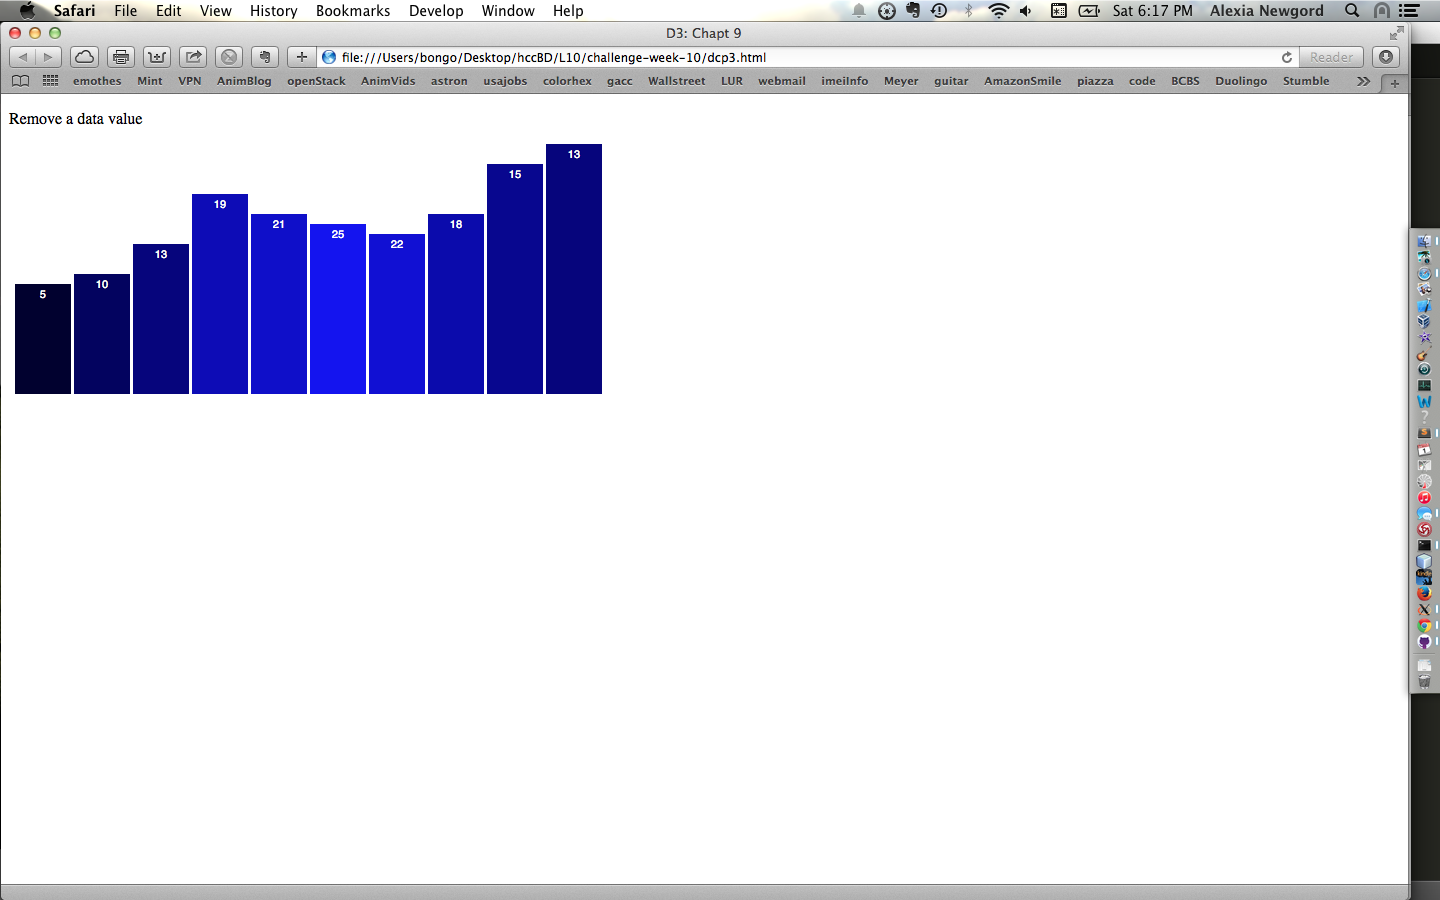 Safari File Edit View History Bookmarks Develop Window Help Sat 6:17 PM Alexia Newgord
D3: Chapt 9
file:///Users/bongo/Desktop/hccBD/L10/challenge-week-10/dcp3.html Reader
emothes Mint VPN AnimBlog openStack AnimVids astron usajobs colorhex gacc Wallstreet LUR webmail imeiInfo Meyer guitar AmazonSmile piazza code BCBS Duolingo Stumble
Remove a data value
5 10 13 19 21 25 22 18 15 13